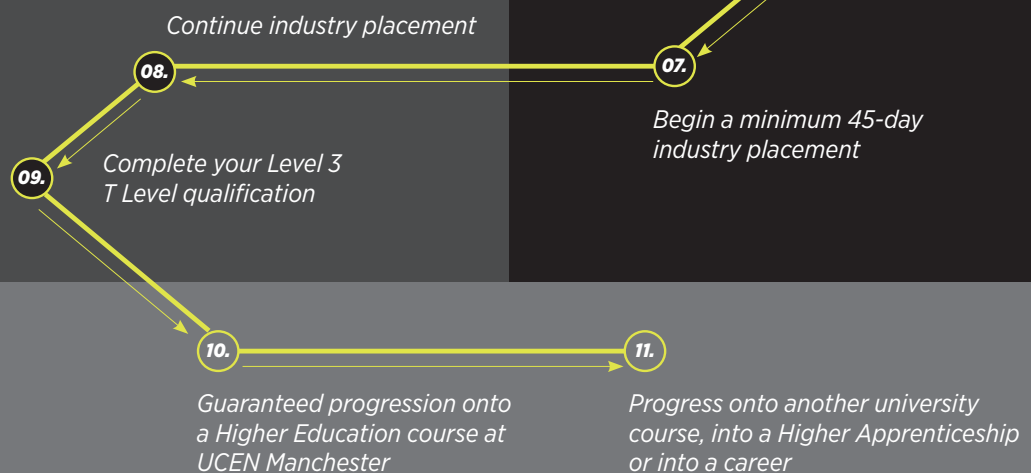 07.
Begin a minimum 45-day
industry placement
08.
Continue industry placement
09.
Complete your Level 3
T Level qualification
10.
Guaranteed progression onto
a Higher Education course at
UCEN Manchester
11.
Progress onto another university
course, into a Higher Apprenticeship
or into a career